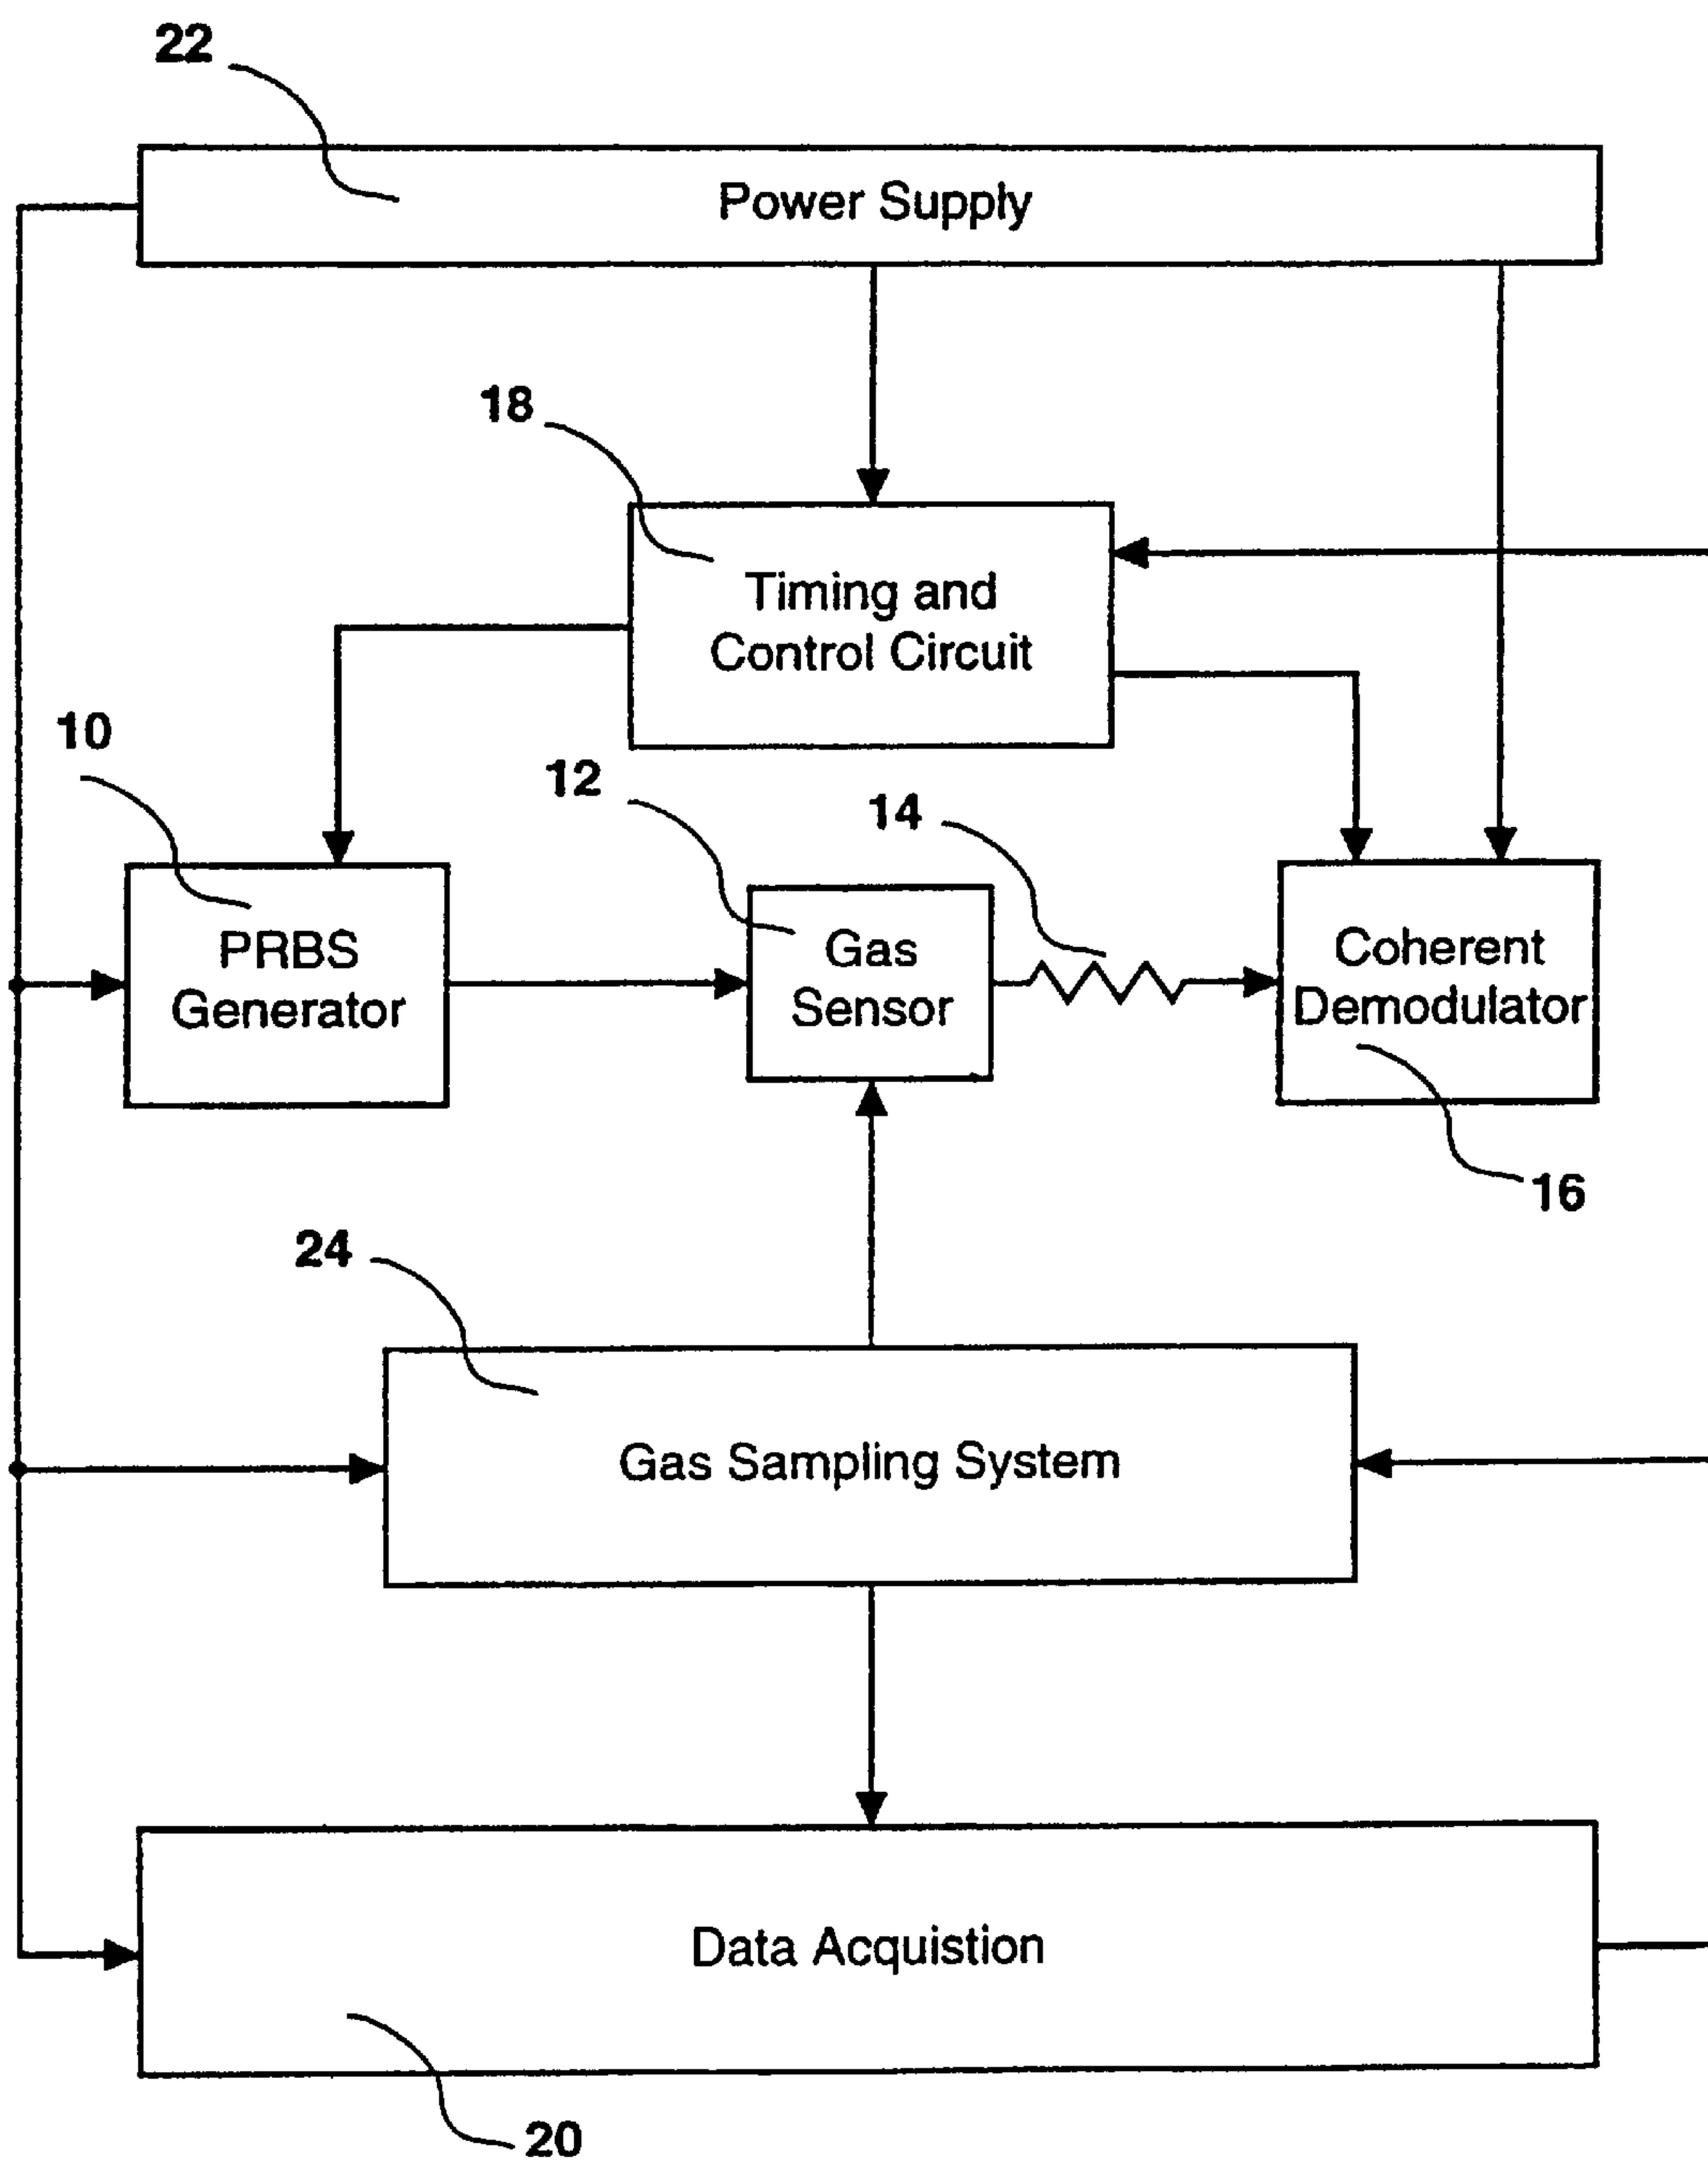 22
Power Supply
18
Timing and
Control Circuit
10
12
14
PRBS
Generator
Gas
Sensor
Coherent
Demodulator
16
24
Gas Sampling System
Data Acquistion
20